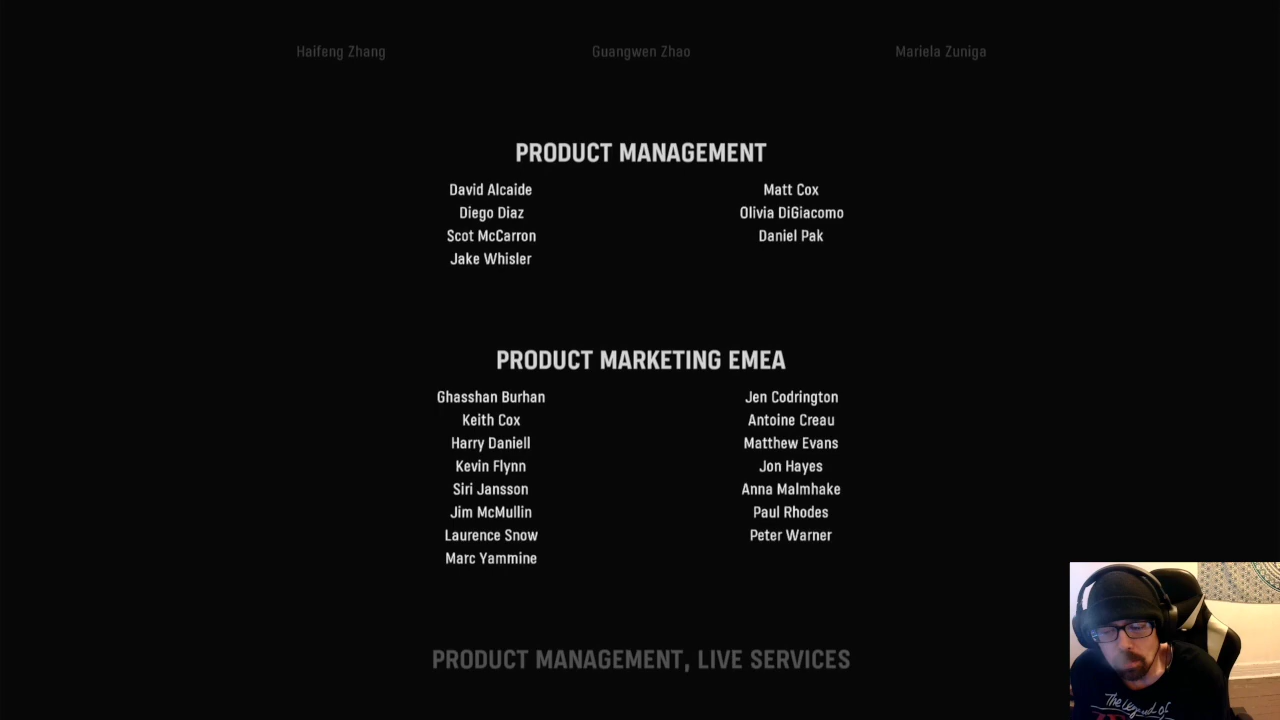 Haifeng Zhang Guangwen Zhao Mariela Zuniga
PRODUCT MANAGEMENT
David Alcaide Matt Cox
Diego Diaz Olivia DiGiacomo
Scot McCarron Daniel Pak
Jake Whisler
PRODUCT MARKETING EMEA
Ghasshan Burhan Jen Codrington
Keith Cox Antoine Creau
Harry Daniell Matthew Evans
Kevin Flynn Jon Hayes
Siri Jansson Anna Malmhake
Jim McMullin Paul Rhodes
Laurence Snow Peter Warner
Marc Yammine
PRODUCT MANAGEMENT, LIVE SERVICES
The Legend of